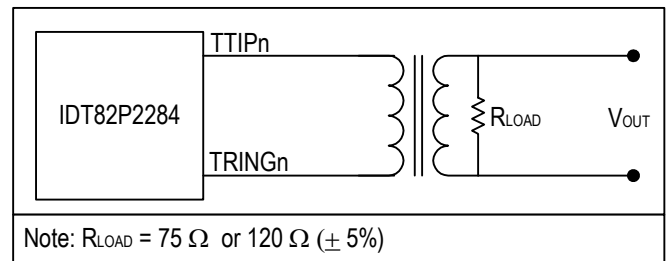 TTIPn
IDT82P2284
RLOAD
VOUT
TRINGn
Note: RLOAD = 75 Ω or 120 Ω (± 5%)